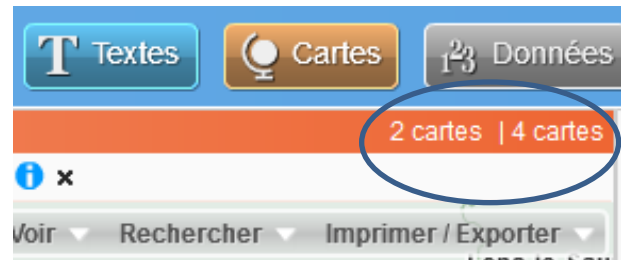 T Textes Cartes 123 Données
2 cartes | 4 cartes
i x
Voir Rechercher Imprimer / Exporter